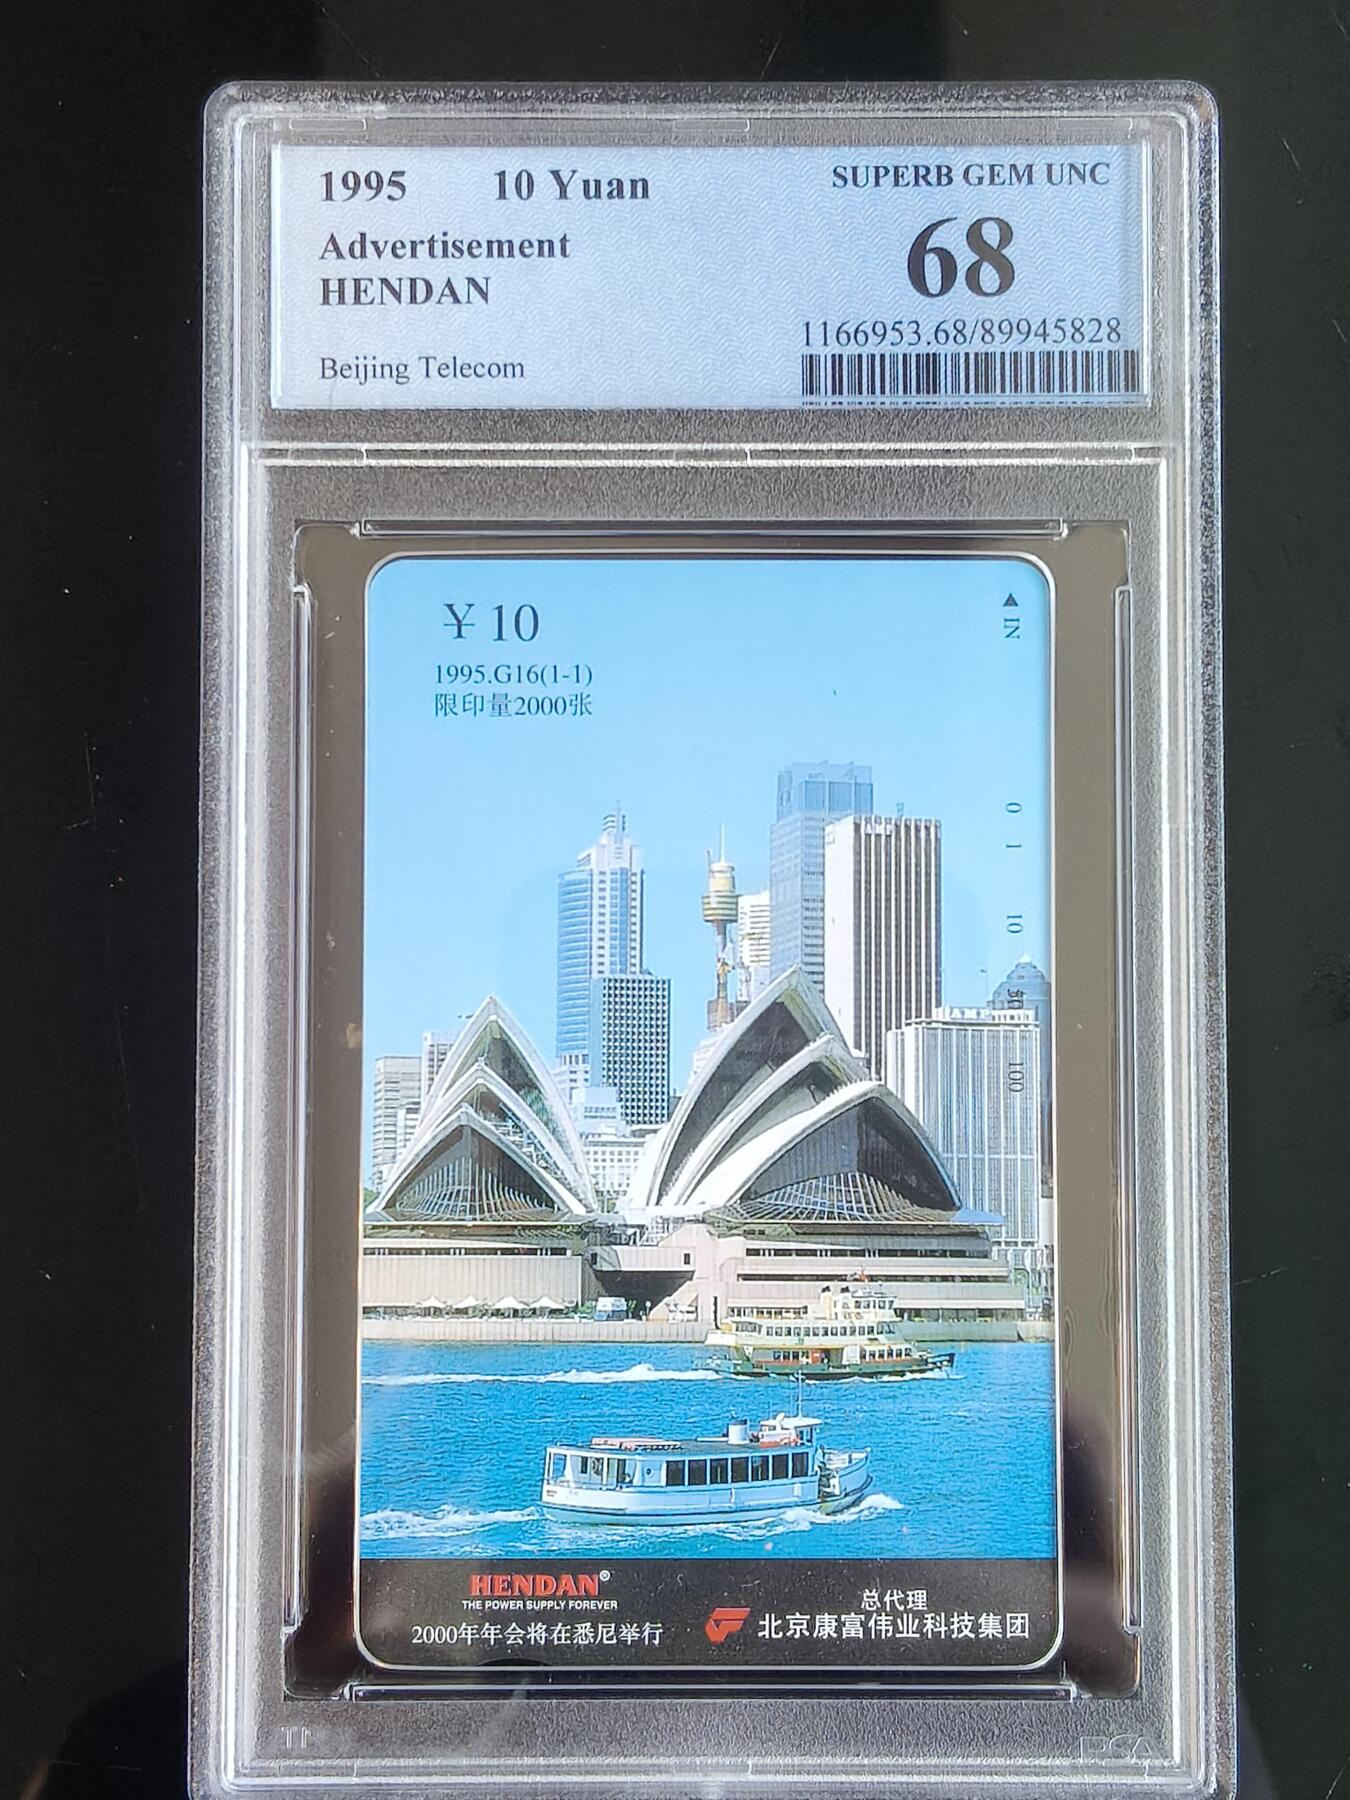 1995 10 Yuan
SUPERB GEM UNC
Advertisement
HENDAN
68
1166953.68/89945828
Beijing Telecom
¥10
1995.G16(1-1)
限印量2000张
▲IN
0
1
10
50
100
AMP
AMP
HENDAN®
THE POWER SUPPLY FOREVER
2000年年会将在悉尼举行
总代理
北京康富伟业科技集团